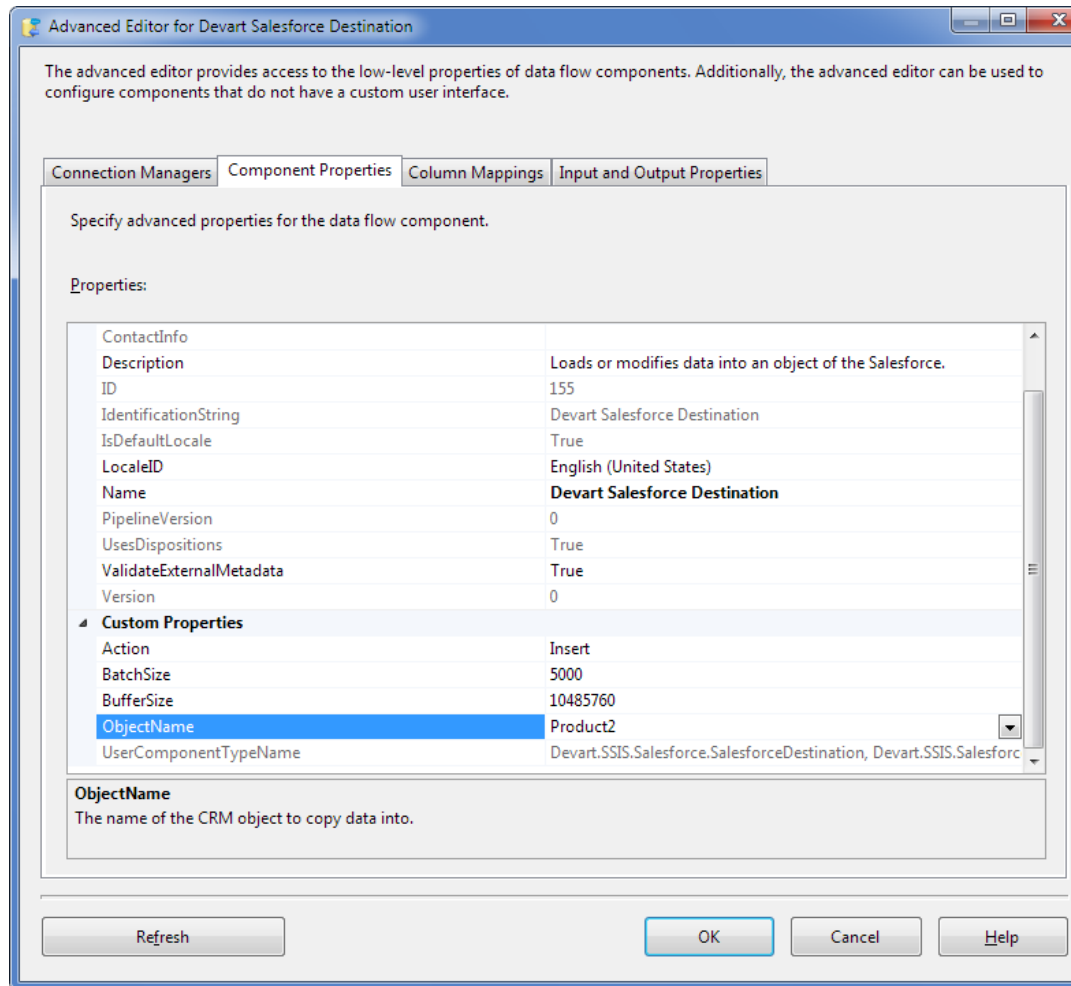 Advanced Editor for Devart Salesforce Destination
The advanced editor provides access to the low-level properties of data flow components. Additionally, the advanced editor can be used to
configure components that do not have a custom user interface.
Connection Managers Component Properties Column Mappings Input and Output Properties
Specify advanced properties for the data flow component.
Properties:
ContactInfo
Description Loads or modifies data into an object of the Salesforce.
ID 155
IdentificationString Devart Salesforce Destination
IsDefaultLocale True
LocaleID English (United States)
Name Devart Salesforce Destination
PipelineVersion 0
UsesDispositions True
ValidateExternalMetadata True
Version 0
Custom Properties
Action Insert
BatchSize 5000
BufferSize 10485760
ObjectName Product2
UserComponentTypeName Devart.SSIS.Salesforce.SalesforceDestination, Devart.SSIS.Salesforc
ObjectName
The name of the CRM object to copy data into.
Refresh OK Cancel Help